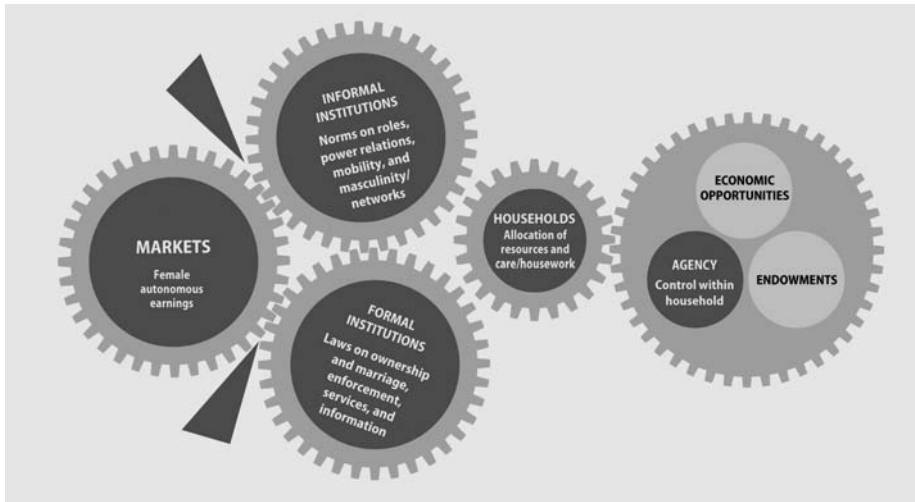 MARKETS
Female
autonomous
earnings
INFORMAL
INSTITUTIONS
Norms on roles,
power relations,
mobility, and
masculinity/
networks
FORMAL
INSTITUTIONS
Laws on ownership
and marriage,
enforcement,
services, and
information
HOUSEHOLDS
Allocation of
resources and
care/housework
ECONOMIC
OPPORTUNITIES
AGENCY
Control within
household
ENDOWMENTS